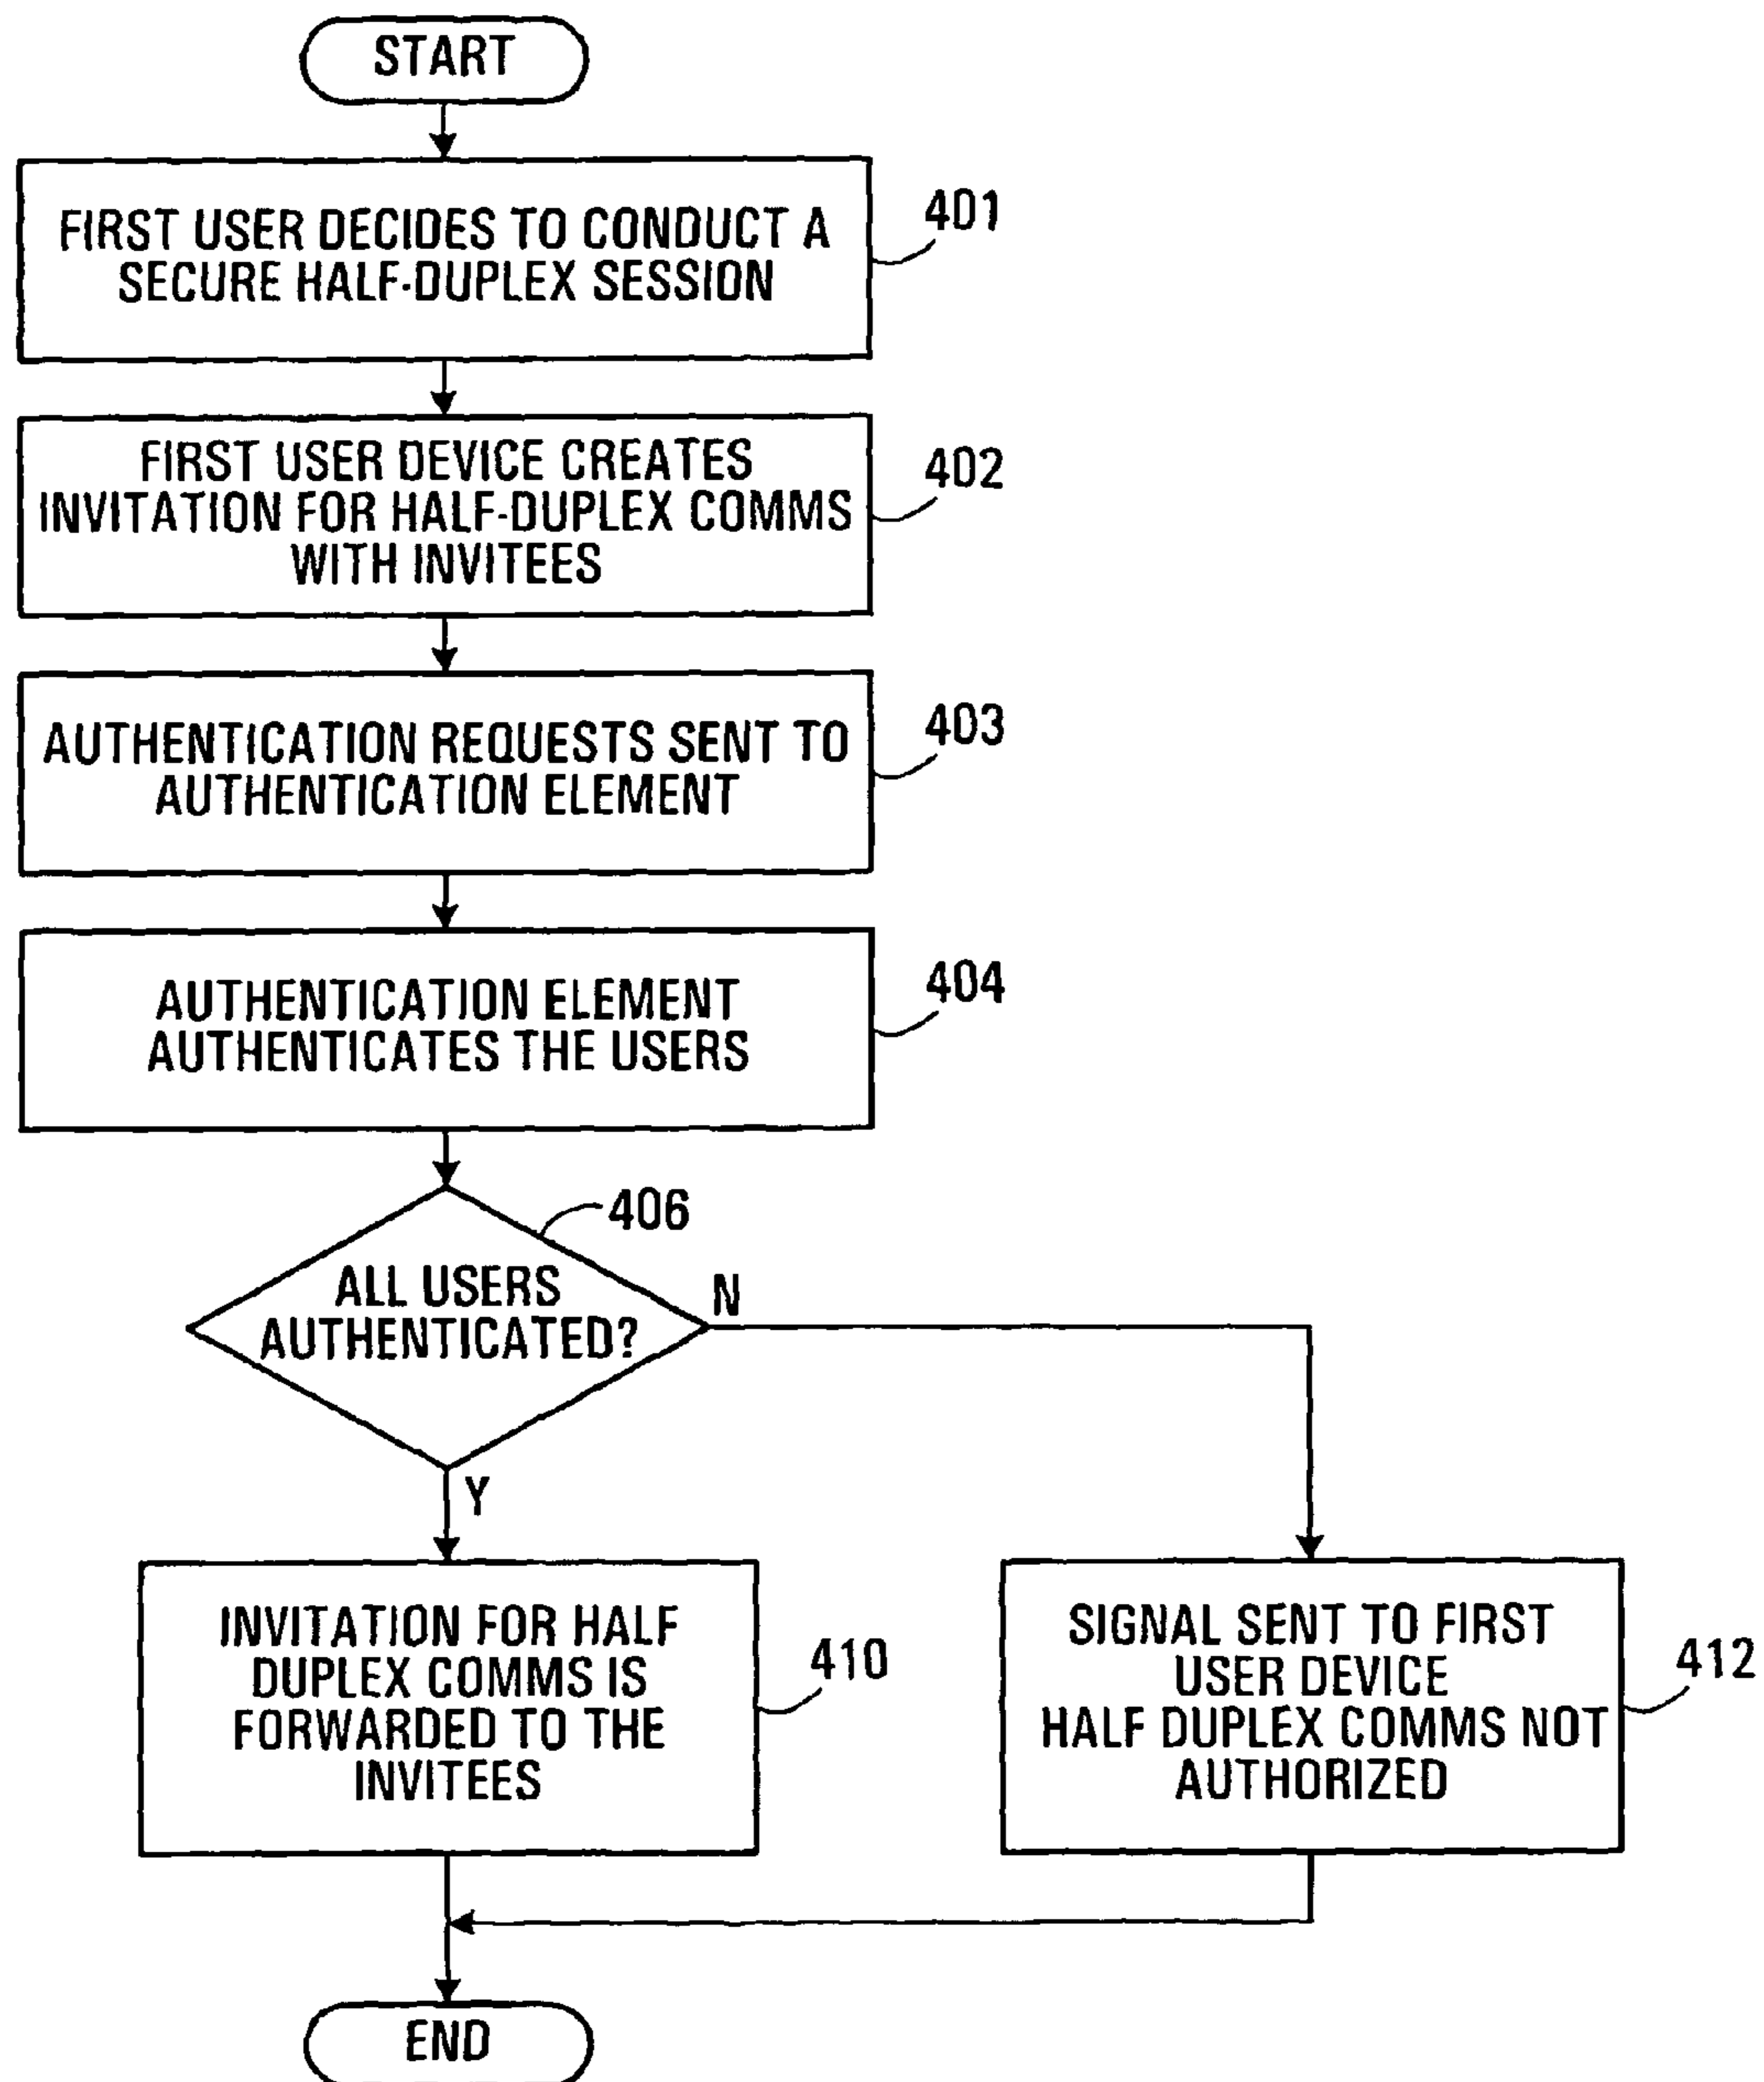 START
FIRST USER DECIDES TO CONDUCT A
SECURE HALF-DUPLEX SESSION
401
FIRST USER DEVICE CREATES
INVITATION FOR HALF-DUPLEX COMMS
WITH INVITEES
402
AUTHENTICATION REQUESTS SENT TO
AUTHENTICATION ELEMENT
403
AUTHENTICATION ELEMENT
AUTHENTICATES THE USERS
404
406
ALL USERS
AUTHENTICATED?
N
Y
INVITATION FOR HALF
DUPLEX COMMS IS
FORWARDED TO THE
INVITEES
410
SIGNAL SENT TO FIRST
USER DEVICE
HALF DUPLEX COMMS NOT
AUTHORIZED
412
END